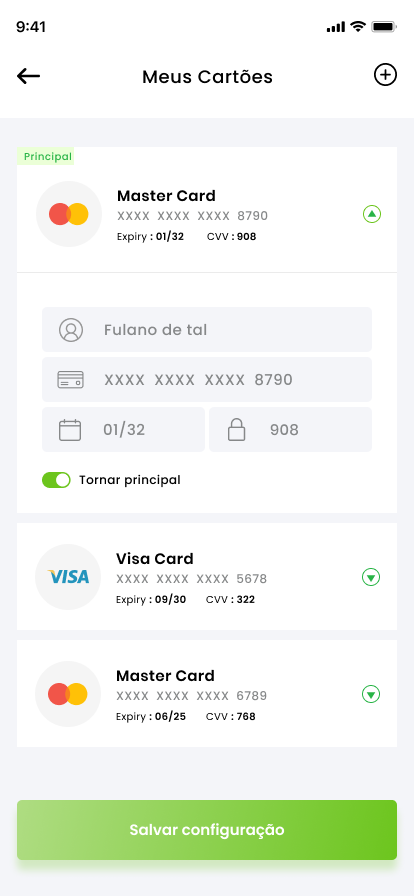 9:41
Meus Cartões
Principal
Master Card
XXXX XXXX XXXX 8790
Expiry : 01/32 CVV : 908
Fulano de tal
XXXX XXXX XXXX 8790
01/32 908
Tornar principal
VISA
Visa Card
XXXX XXXX XXXX 5678
Expiry : 09/30 CVV : 322
Master Card
XXXX XXXX XXXX 6789
Expiry : 06/25 CVV : 768
Salvar configuração